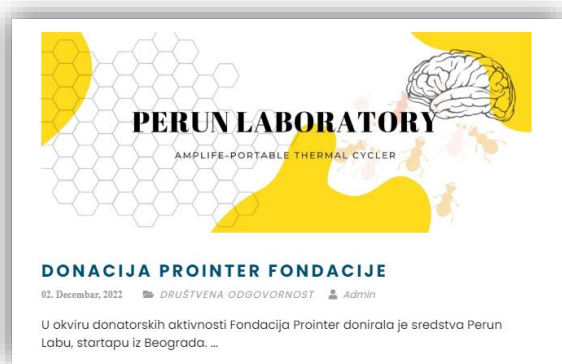 PERUN LABORATORY
AMPLIFE-PORTABLE THERMAL CYCLER
DONACIJA PROINTER FONDACIJE
02. Decembar, 2022 DRUŠTVENA ODGOVORNOST Admin
U okviru donatorskih aktivnosti Fondacija Prointer donirala je sredstva Perun
Labu, startapu iz Beograda. ...